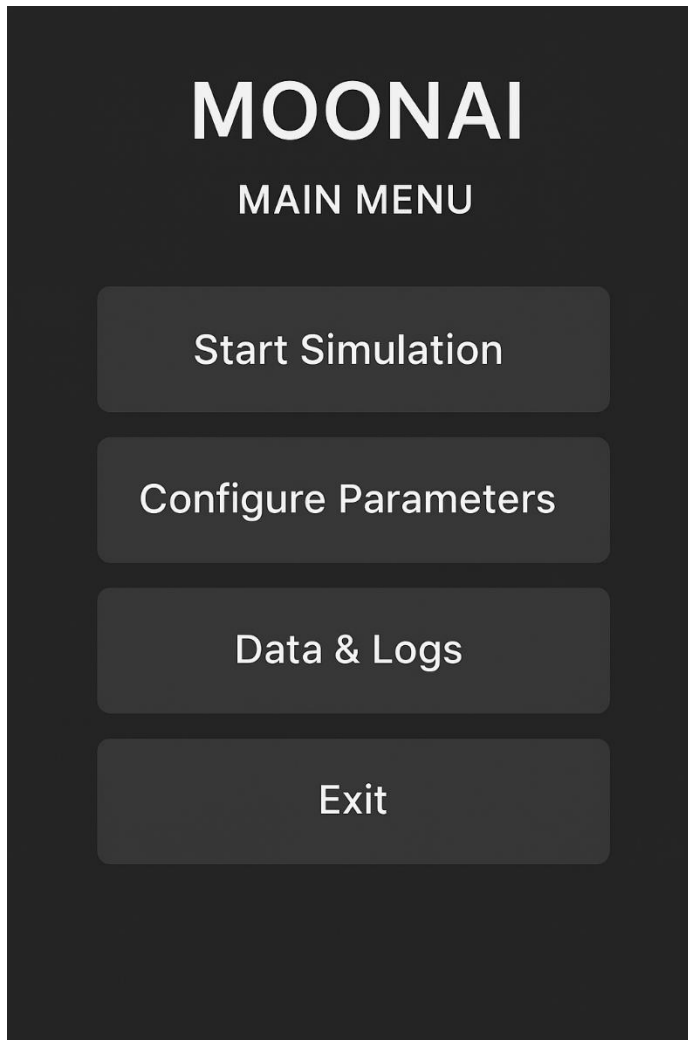 MOONAI
MAIN MENU
Start Simulation
Configure Parameters
Data & Logs
Exit